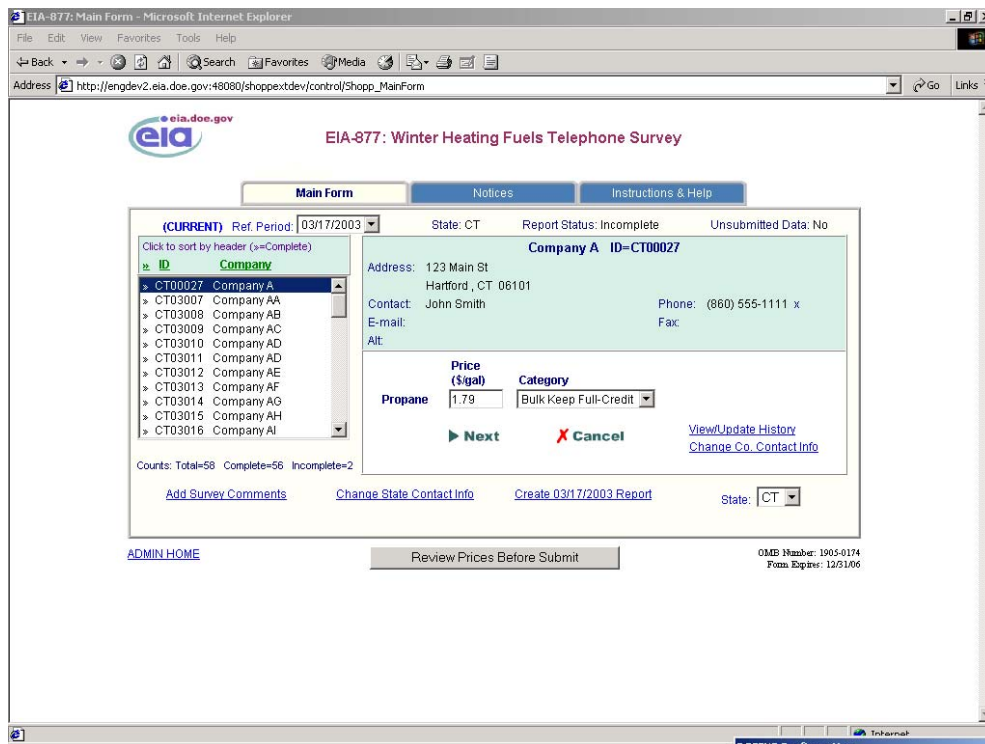 EIA-877: Main Form - Microsoft Internet Explorer
File Edit View Favorites Tools Help
Back Search Favorites Media
Address http://engdev2.eia.doe.gov:48080/shoppextdev/control/Shopp_MainForm Go Links
eia.doe.gov
eia
EIA-877: Winter Heating Fuels Telephone Survey
Main Form Notices Instructions & Help
(CURRENT) Ref. Period: 03/17/2003 State: CT Report Status: Incomplete Unsubmitted Data: No
Click to sort by header (»=Complete)
» ID Company
» CT00027 Company A
» CT03007 Company AA
» CT03008 Company AB
» CT03009 Company AC
» CT03010 Company AD
» CT03011 Company AD
» CT03012 Company AE
» CT03013 Company AF
» CT03014 Company AG
» CT03015 Company AH
» CT03016 Company AI
Counts: Total=58 Complete=56 Incomplete=2
Company A ID=CT00027
Address: 123 Main St
Hartford , CT 06101
Contact: John Smith Phone: (860) 555-1111 x
E-mail: Fax:
Alt:
Price
($/gal) Category
Propane 1.79 Bulk Keep Full-Credit
Next X Cancel
View/Update History
Change Co. Contact Info
Add Survey Comments Change State Contact Info Create 03/17/2003 Report State: CT
ADMIN HOME Review Prices Before Submit
OMB Number: 1905-0174
Form Expires: 12/31/06
Internet